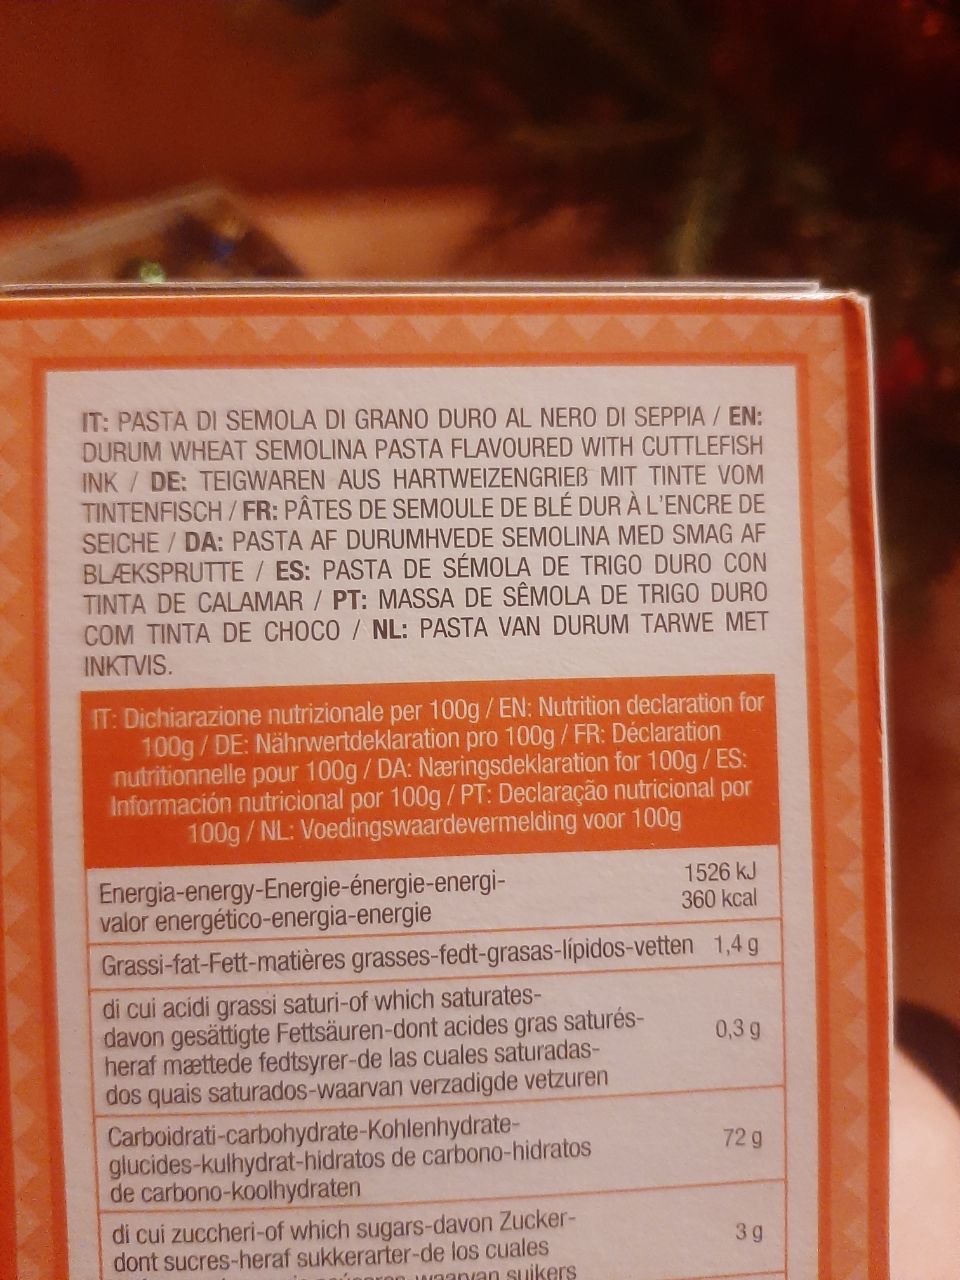 IT: PASTA DI SEMOLA DI GRANO DURO AL NERO DI SEPPIA / EN:
DURUM WHEAT SEMOLINA PASTA FLAVOURED WITH CUTTLEFISH
INK / DE: TEIGWAREN AUS HARTWEIZENGRIEß MIT TINTE VOM
TINTENFISCH / FR: PÂTES DE SEMOULE DE BLÉ DUR À L'ENCRE DE
SEICHE / DA: PASTA AF DURUMHVEDE SEMOLINA MED SMAG AF
BLÆKSPRUTTE / ES: PASTA DE SÉMOLA DE TRIGO DURO CON
TINTA DE CALAMAR / PT: MASSA DE SÊMOLA DE TRIGO DURO
COM TINTA DE CHOCO / NL: PASTA VAN DURUM TARWE MET
INKTVIS.
IT: Dichiarazione nutrizionale per 100g / EN: Nutrition declaration for
100g / DE: Nährwertdeklaration pro 100g / FR: Déclaration
nutritionnelle pour 100g / DA: Næringsdeklaration for 100g / ES:
Información nutricional por 100g / PT: Declaração nutricional por
100g / NL: Voedingswaardevermelding voor 100g
Energia-energy-Energie-énergie-energi- 1526 kJ
valor energético-energia-energie 360 kcal
Grassi-fat-Fett-matières grasses-fedt-grasas-lípidos-vetten 1,4 g
di cui acidi grassi saturi-of which saturates-
davon gesättigte Fettsäuren-dont acides gras saturés- 0,3 g
heraf mættede fedtsyrer-de las cuales saturadas-
dos quais saturados-waarvan verzadigde vetzuren
Carboidrati-carbohydrate-Kohlenhydrate-
glucides-kulhydrat-hidratos de carbono-hidratos 72 g
de carbono-koolhydraten
di cui zuccheri-of which sugars-davon Zucker- 3 g
dont sucres-heraf sukkerarter-de los cuales
waarvan suikers